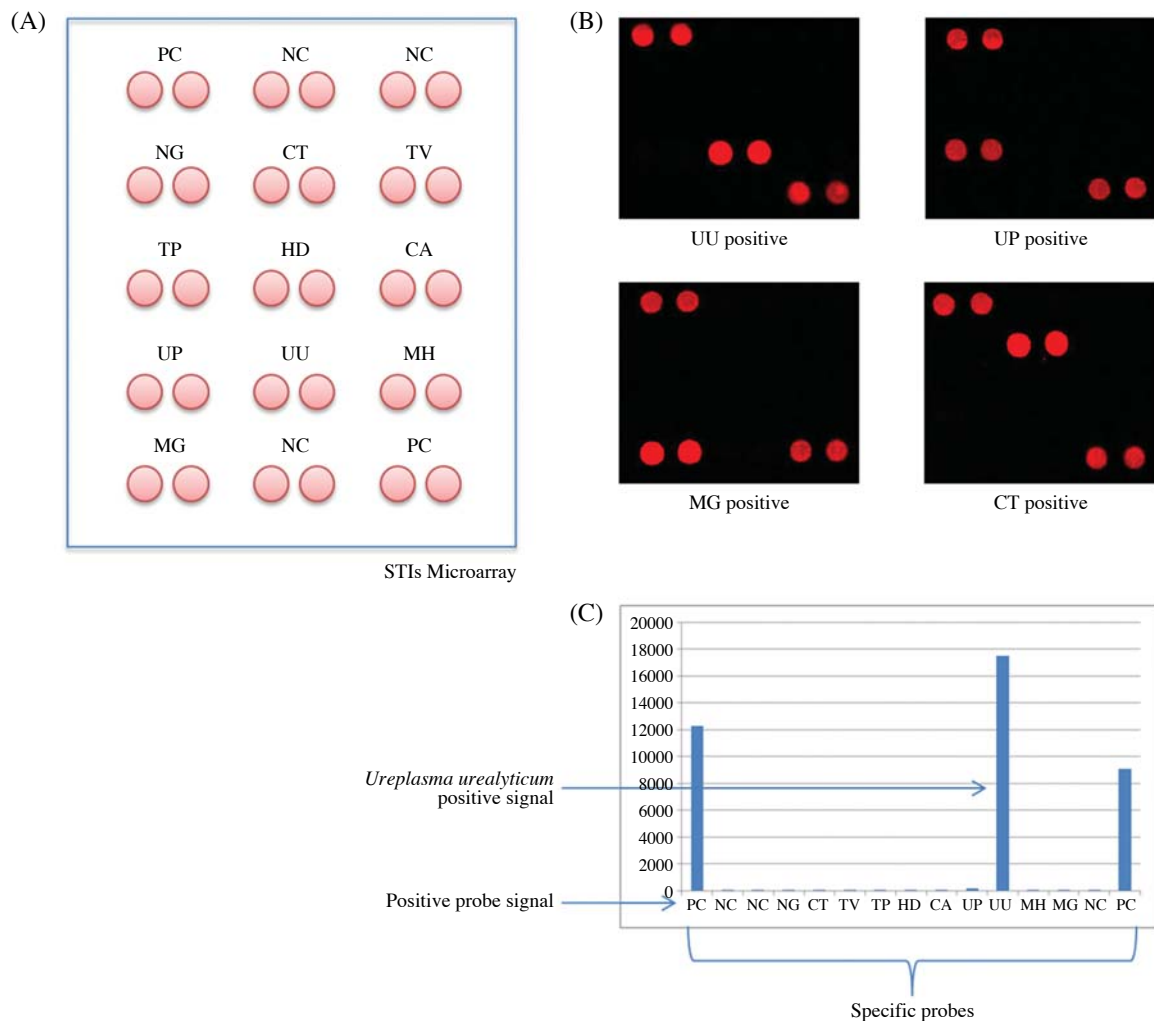 (A)
PC NC NC
NG CT TV
TP HD CA
UP UU MH
MG NC PC
STIs Microarray
(B)
UU positive
UP positive
MG positive
CT positive
(C)
20000
18000
16000
14000
12000
10000
8000
6000
4000
2000
0
PC NC NC NG CT TV TP HD CA UP UU MH MG NC PC
Ureplasma urealyticum
positive signal
Positive probe signal
Specific probes